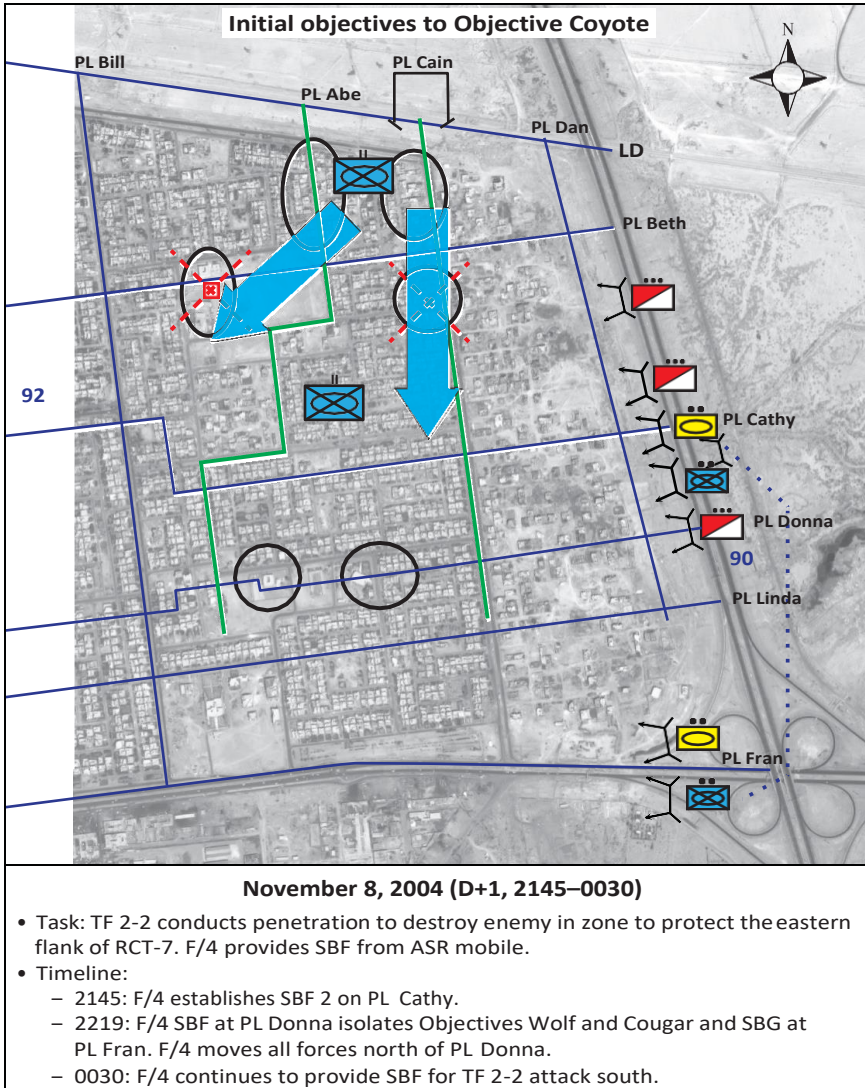 Initial objectives to Objective Coyote
N
PL Bill
PL Cain
PL Abe
PL Dan
LD
PL Beth
92
PL Cathy
PL Donna
90
PL Linda
PL Fran
November 8, 2004 (D+1, 2145–0030)
• Task: TF 2-2 conducts penetration to destroy enemy in zone to protect the eastern
flank of RCT-7. F/4 provides SBF from ASR mobile.
• Timeline:
– 2145: F/4 establishes SBF 2 on PL Cathy.
– 2219: F/4 SBF at PL Donna isolates Objectives Wolf and Cougar and SBG at
PL Fran. F/4 moves all forces north of PL Donna.
– 0030: F/4 continues to provide SBF for TF 2-2 attack south.